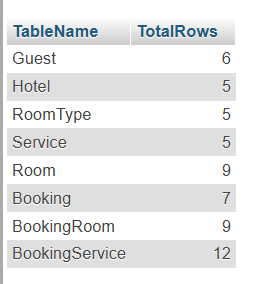 TableName TotalRows
Guest 6
Hotel 5
RoomType 5
Service 5
Room 9
Booking 7
BookingRoom 9
BookingService 12